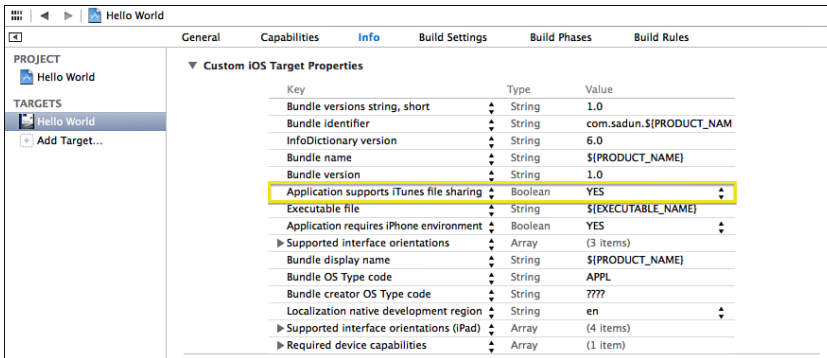 Hello World
General Capabilities Info Build Settings Build Phases Build Rules
PROJECT
Hello World
TARGETS
Hello World
Add Target...
Custom iOS Target Properties
Key Type Value
Bundle versions string, short String 1.0
Bundle identifier String com.sadun.${PRODUCT_NAM
InfoDictionary version String 6.0
Bundle name String ${PRODUCT_NAME}
Bundle version String 1.0
Application supports iTunes file sharing Boolean YES
Executable file String ${EXECUTABLE_NAME}
Application requires iPhone environment Boolean YES
Supported interface orientations Array (3 items)
Bundle display name String ${PRODUCT_NAME}
Bundle OS Type code String APPL
Bundle creator OS Type code String ????
Localization native development region String en
Supported interface orientations (iPad) Array (4 items)
Required device capabilities Array (1 item)